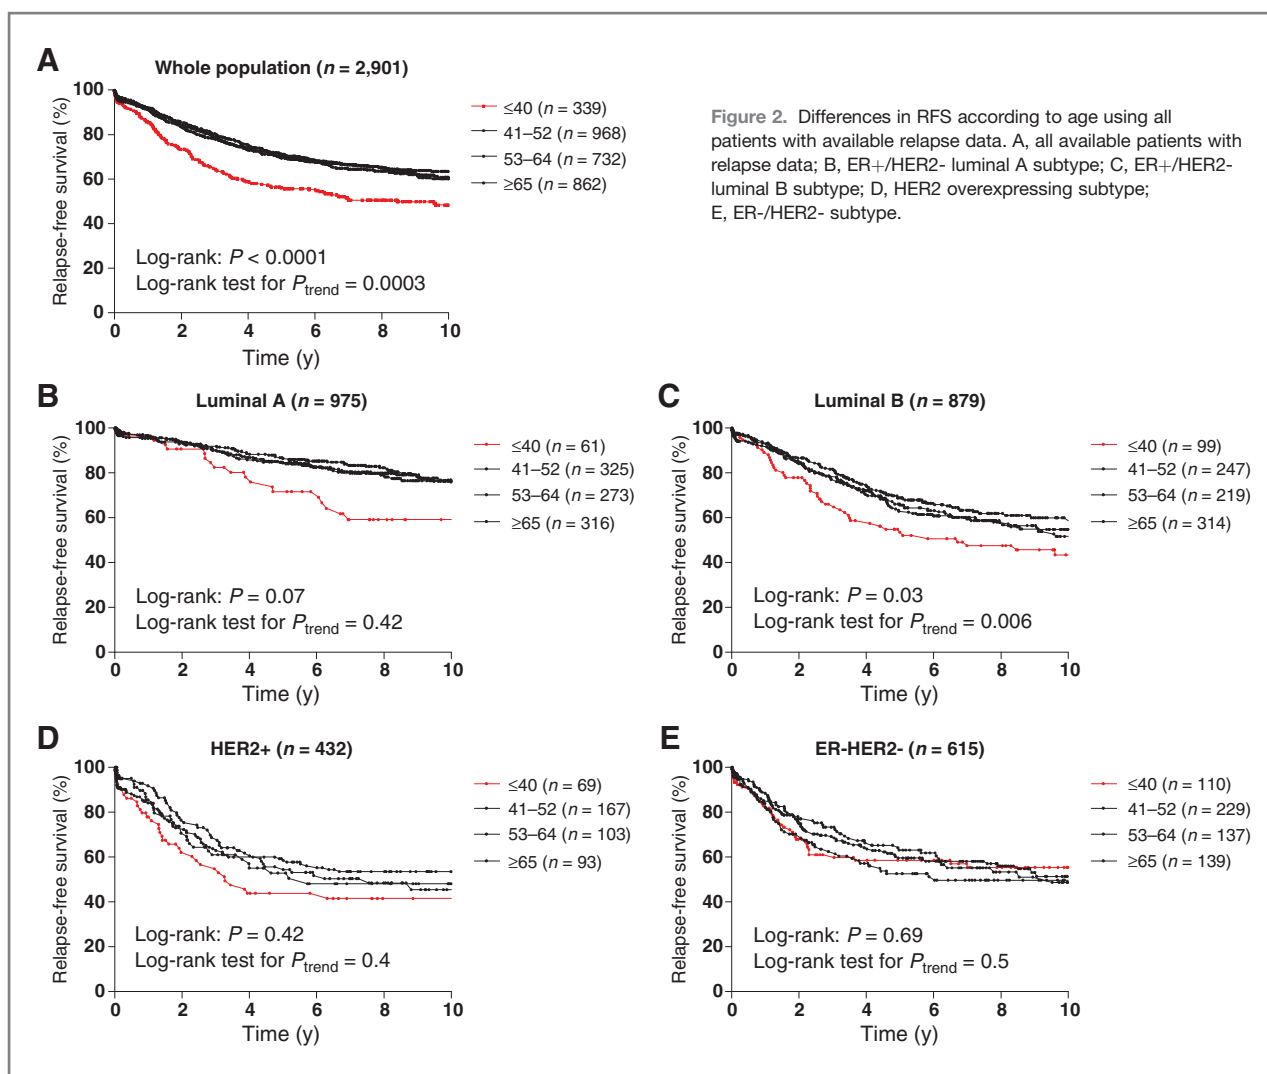 A
Whole population (n = 2,901)
Relapse-free survival (%)
100
80
60
40
20
0
0 2 4 6 8 10
Time (y)
≤40 (n = 339)
41–52 (n = 968)
53–64 (n = 732)
≥65 (n = 862)
Log-rank: P < 0.0001
Log-rank test for Ptrend = 0.0003
Figure 2. Differences in RFS according to age using all
patients with available relapse data. A, all available patients with
relapse data; B, ER+/HER2- luminal A subtype; C, ER+/HER2-
luminal B subtype; D, HER2 overexpressing subtype;
E, ER-/HER2- subtype.
B
Luminal A (n = 975)
Relapse-free survival (%)
100
80
60
40
20
0
0 2 4 6 8 10
Time (y)
≤40 (n = 61)
41–52 (n = 325)
53–64 (n = 273)
≥65 (n = 316)
Log-rank: P = 0.07
Log-rank test for Ptrend = 0.42
C
Luminal B (n = 879)
Relapse-free survival (%)
100
80
60
40
20
0
0 2 4 6 8 10
Time (y)
≤40 (n = 99)
41–52 (n = 247)
53–64 (n = 219)
≥65 (n = 314)
Log-rank: P = 0.03
Log-rank test for Ptrend = 0.006
D
HER2+ (n = 432)
Relapse-free survival (%)
100
80
60
40
20
0
0 2 4 6 8 10
Time (y)
≤40 (n = 69)
41–52 (n = 167)
53–64 (n = 103)
≥65 (n = 93)
Log-rank: P = 0.42
Log-rank test for Ptrend = 0.4
E
ER-HER2- (n = 615)
Relapse-free survival (%)
100
80
60
40
20
0
0 2 4 6 8 10
Time (y)
≤40 (n = 110)
41–52 (n = 229)
53–64 (n = 137)
≥65 (n = 139)
Log-rank: P = 0.69
Log-rank test for Ptrend = 0.5